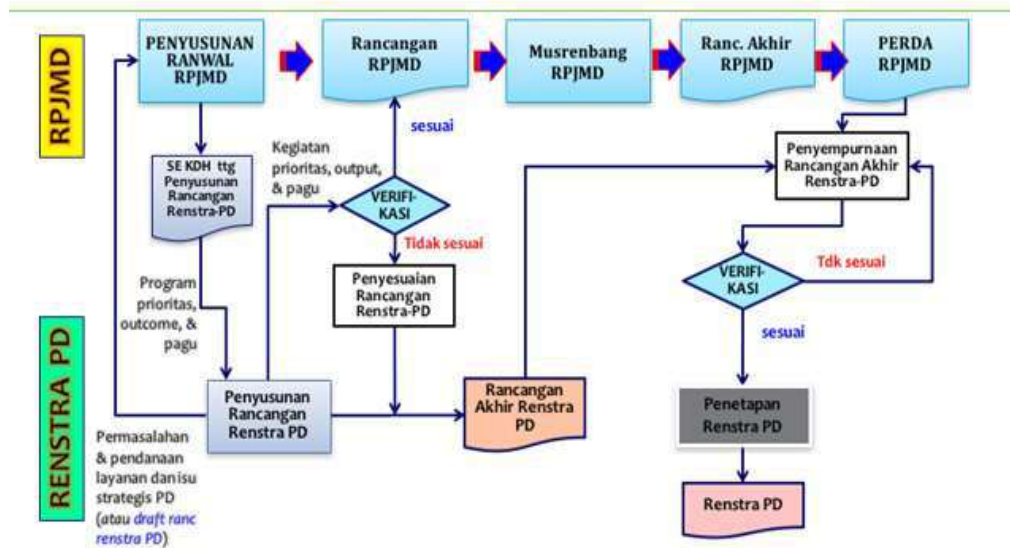 RPJMD
PENYUSUNAN
RANWAL
RPJMD
Rancangan
RPJMD
Musrenbang
RPJMD
Ranc. Akhir
RPJMD
PERDA
RPJMD
SE KDH ttg
Penyusunan
Rancangan
Renstra-PD
Kegiatan
prioritas, output,
& pagu
sesuai
VERIFI-
KASI
Tidak sesuai
Penyesuaian
Rancangan
Renstra-PD
Penyempurnaan
Rancangan Akhir
Renstra-PD
VERIFI-
KASI
Tdk sesuai
sesuai
RENSTRA PD
Program
prioritas,
outcome, &
pagu
Penyusunan
Rancangan
Renstra PD
Rancangan
Akhir Renstra
PD
Penetapan
Renstra PD
Renstra PD
Permasalahan
& pendanaan
layanan dan isu
strategis PD
(atau draft ranc
renstra PD)